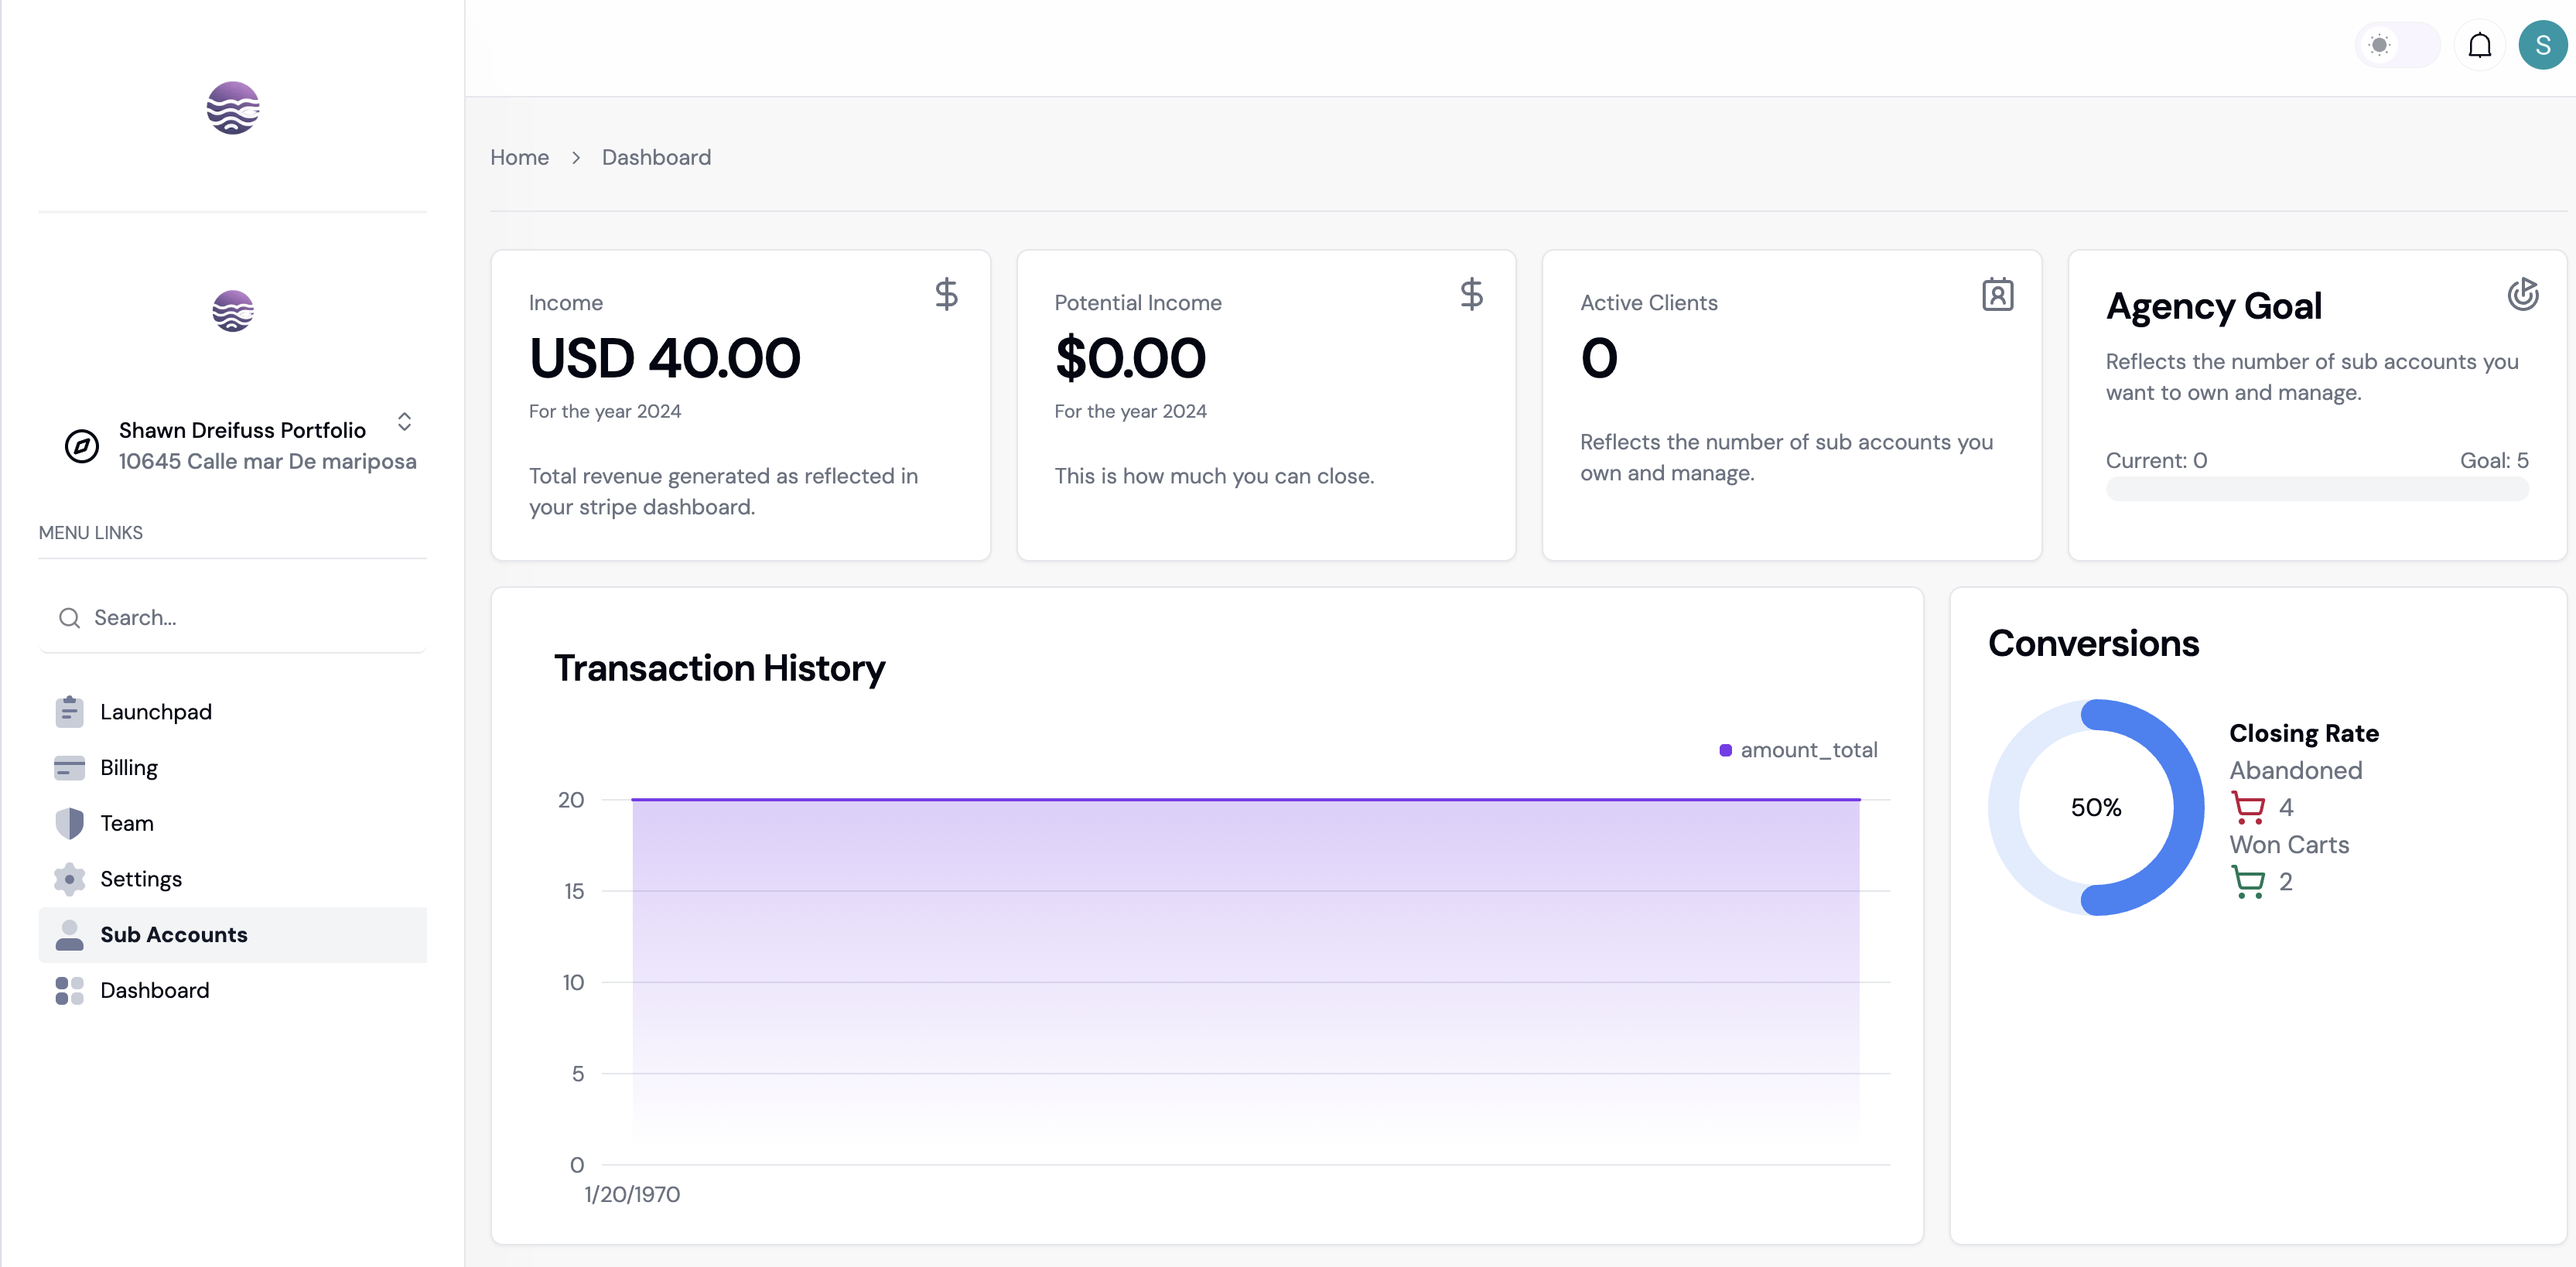 S
Home > Dashboard
Shawn Dreifuss Portfolio
10645 Calle mar De mariposa
MENU LINKS
Search...
Launchpad
Billing
Team
Settings
Sub Accounts
Dashboard
Income
USD 40.00
For the year 2024
Total revenue generated as reflected in
your stripe dashboard.
Potential Income
$0.00
For the year 2024
This is how much you can close.
Active Clients
0
Reflects the number of sub accounts you
own and manage.
Agency Goal
Reflects the number of sub accounts you
want to own and manage.
Current: 0 Goal: 5
Transaction History
amount_total
20
15
10
5
0
1/20/1970
Conversions
50%
Closing Rate
Abandoned
4
Won Carts
2